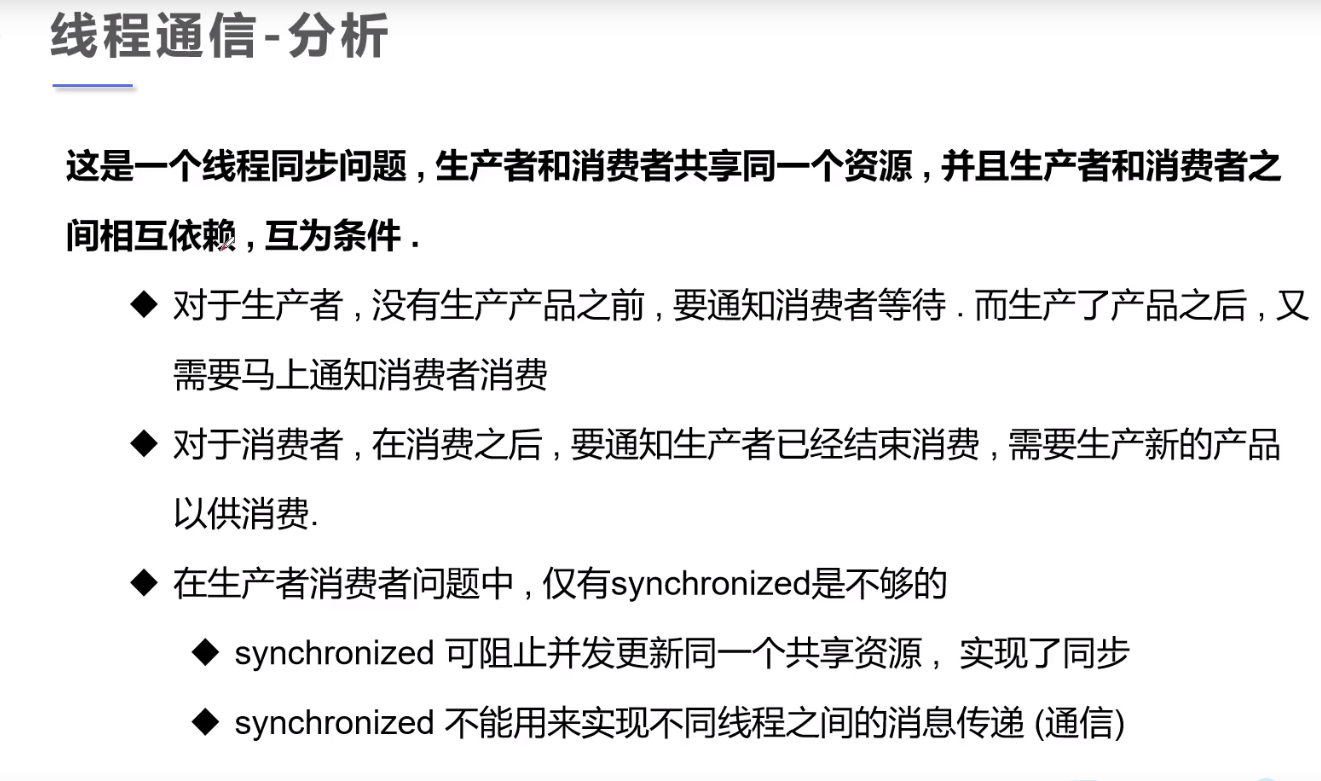 线程通信-分析
这是一个线程同步问题 , 生产者和消费者共享同一个资源 , 并且生产者和消费者之
间相互依赖 , 互为条件 .
◆ 对于生产者 , 没有生产产品之前 , 要通知消费者等待 . 而生产了产品之后 , 又
需要马上通知消费者消费
◆ 对于消费者 , 在消费之后 , 要通知生产者已经结束消费 , 需要生产新的产品
以供消费.
◆ 在生产者消费者问题中 , 仅有synchronized是不够的
◆ synchronized 可阻止并发更新同一个共享资源 , 实现了同步
◆ synchronized 不能用来实现不同线程之间的消息传递 (通信)